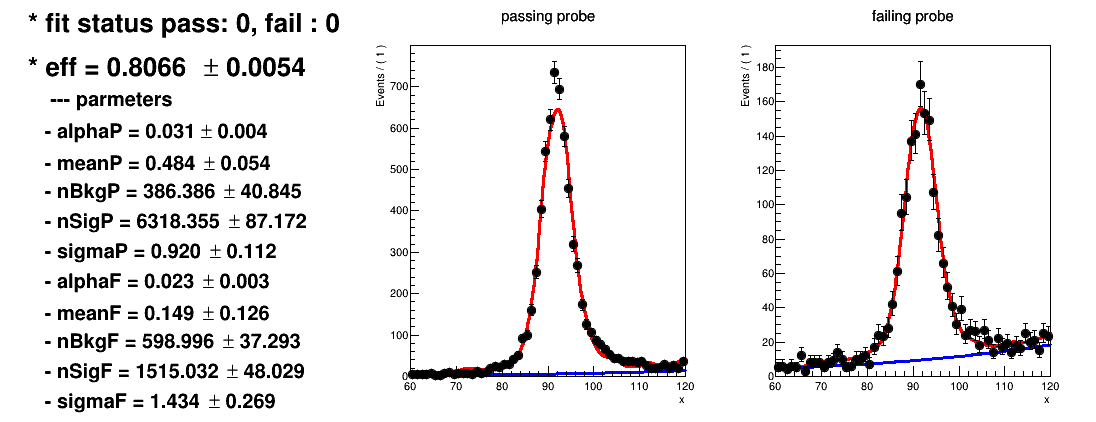 * fit status pass: 0, fail : 0
* eff = 0.8066 ± 0.0054
--- parmeters
- alphaP = 0.031 ± 0.004
- meanP = 0.484 ± 0.054
- nBkgP = 386.386 ± 40.845
- nSigP = 6318.355 ± 87.172
- sigmaP = 0.920 ± 0.112
- alphaF = 0.023 ± 0.003
- meanF = 0.149 ± 0.126
- nBkgF = 598.996 ± 37.293
- nSigF = 1515.032 ± 48.029
- sigmaF = 1.434 ± 0.269
passing probe
Events / ( 1 )
700
600
500
400
300
200
100
0
60 70 80 90 100 110 120
x
failing probe
Events / ( 1 )
180
160
140
120
100
80
60
40
20
0
60 70 80 90 100 110 120
x